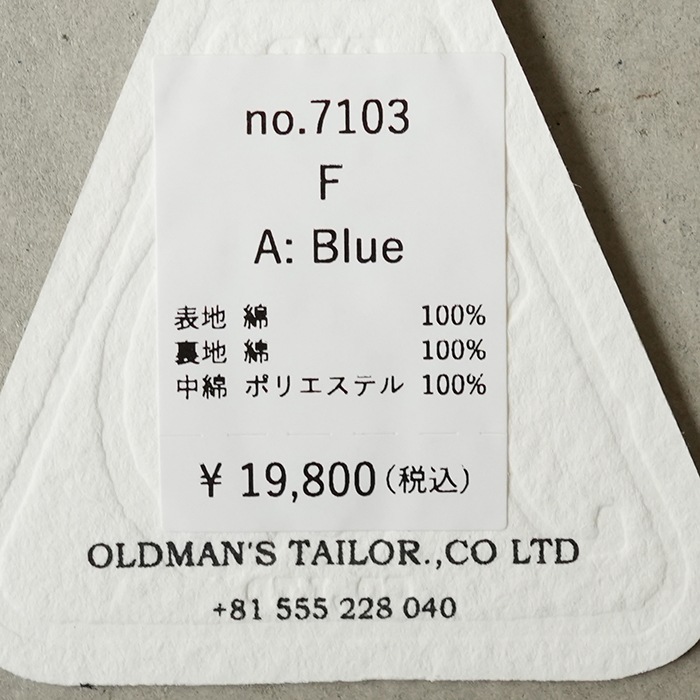 no.7103
F
A: Blue
表地 綿 100%
裏地 綿 100%
中綿 ポリエステル 100%
¥ 19,800(税込)
OLDMAN'S TAILOR.,CO LTD
+81 555 228 040